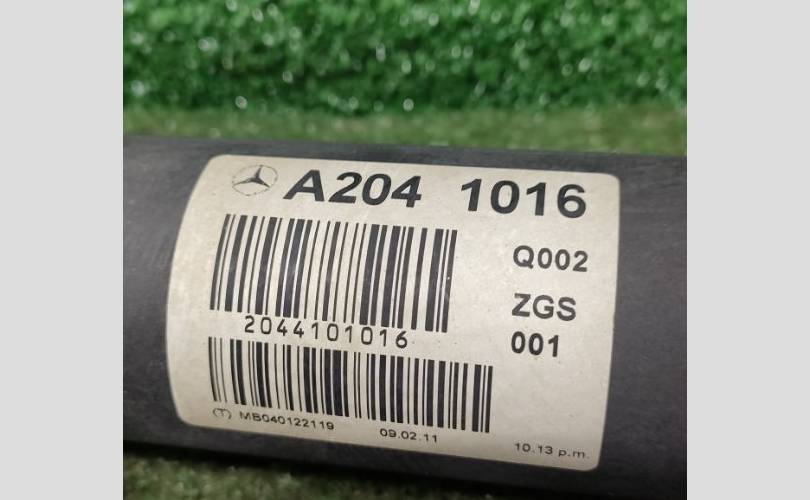 A204 1016
Q002
ZGS
001
2044101016
(T) MB040122119
09.02.11
10.13 p.m.